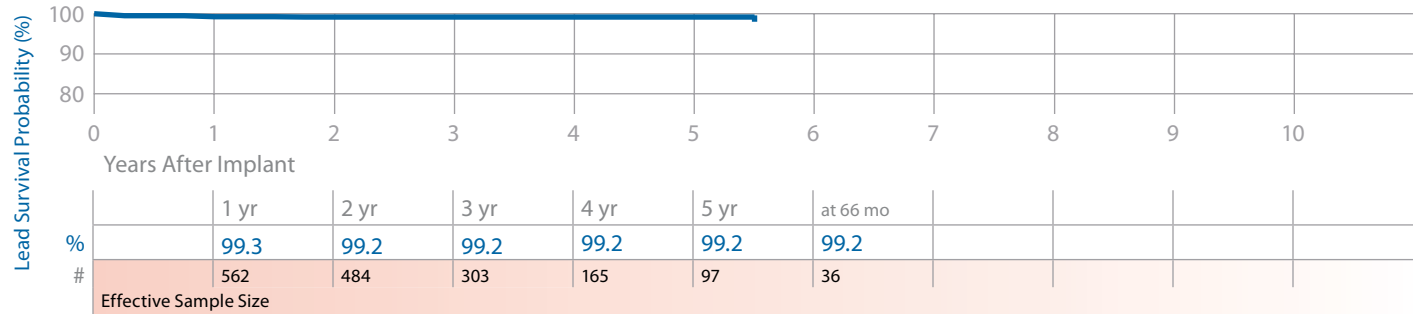 Lead Survival Probability (%)
100
90
80
0 1 2 3 4 5 6 7 8 9 10
Years After Implant
1 yr 2 yr 3 yr 4 yr 5 yr at 66 mo
% 99.3 99.2 99.2 99.2 99.2 99.2
# 562 484 303 165 97 36
Effective Sample Size